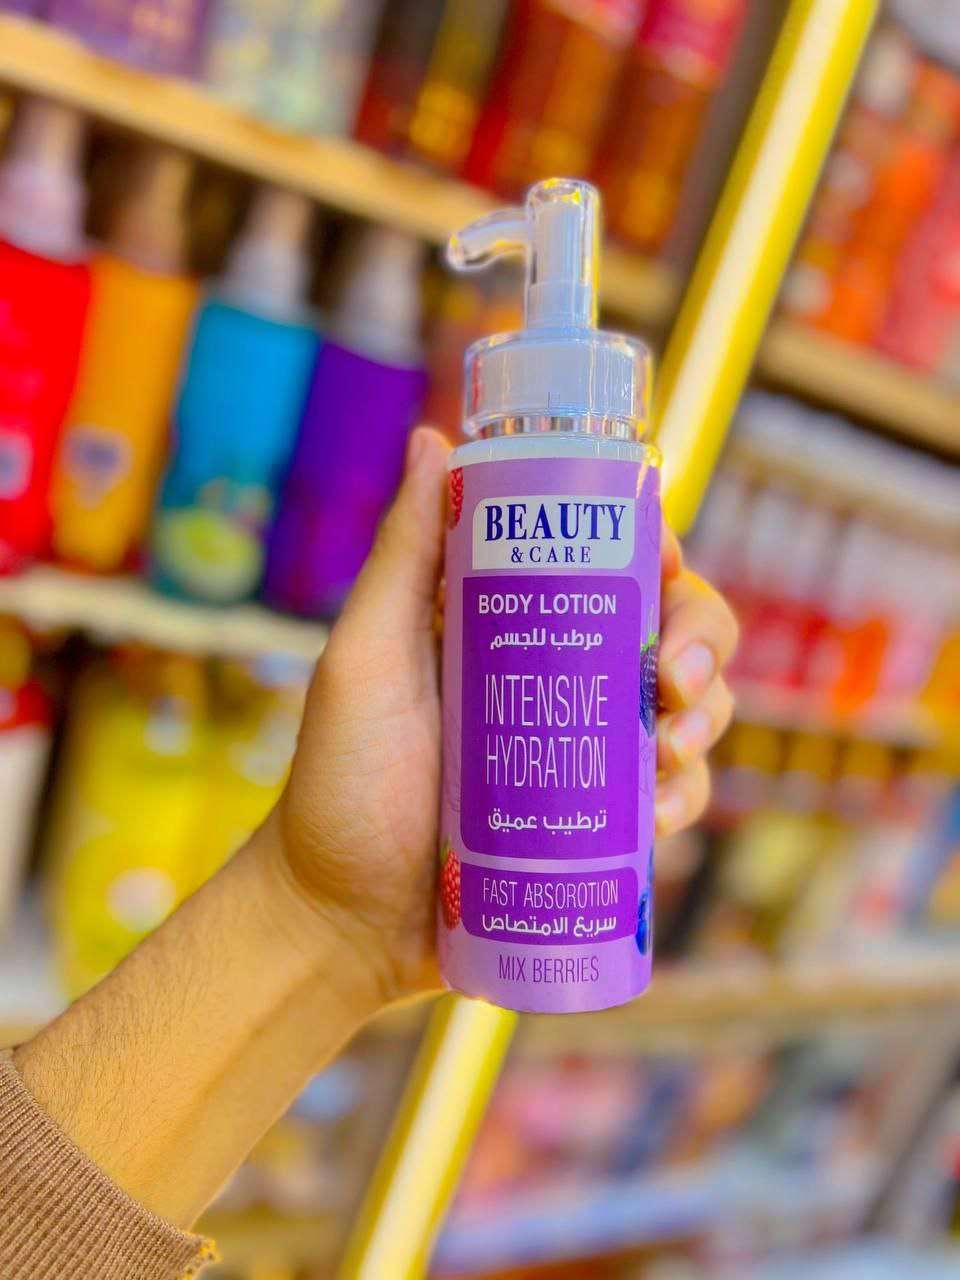 BEAUTY
& CARE
BODY LOTION
مرطب للجسم
INTENSIVE
HYDRATION
ترطيب عميق
FAST ABSOROTION
سريع الامتصاص
MIX BERRIES